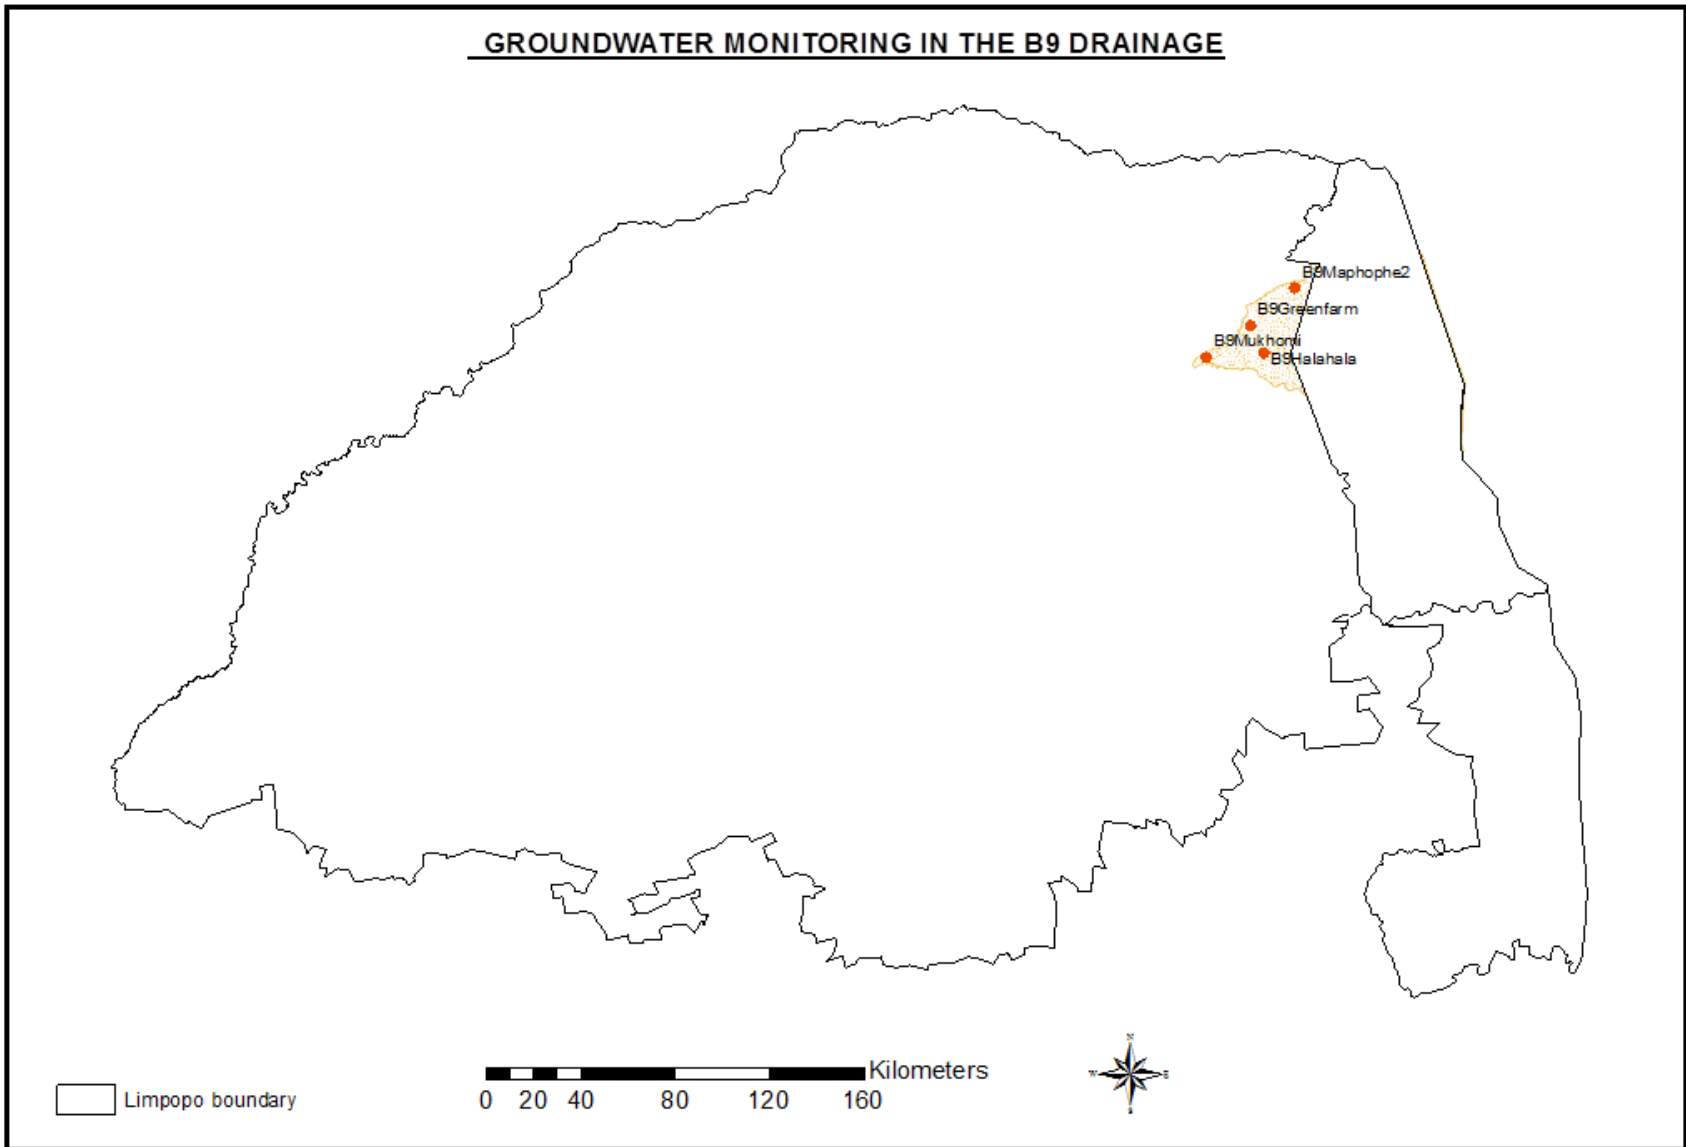 GROUNDWATER MONITORING IN THE B9 DRAINAGE
B9Maphophe2
B9Greenfarm
B9Mukhomi
B9Halahala
Kilometers
0 20 40 80 120 160
N
W E
S
Limpopo boundary